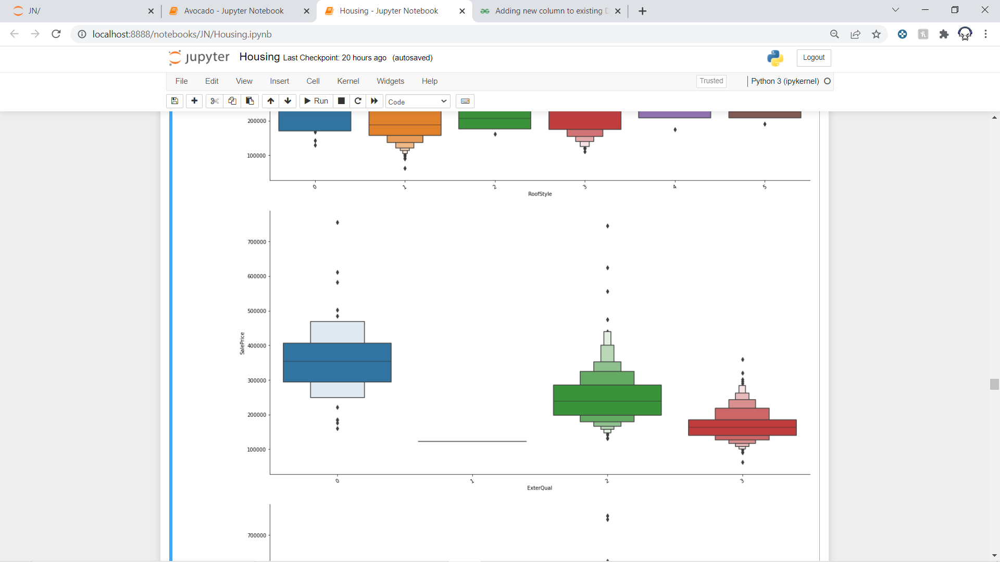 JN/
Avocado - Jupyter Notebook
Housing - Jupyter Notebook
Adding new column to existing
localhost:8888/notebooks/JN/Housing.ipynb
jupyter Housing Last Checkpoint: 20 hours ago (autosaved)
Logout
File Edit View Insert Cell Kernel Widgets Help
Trusted
Python 3 (ipykernel)
Run
Code
200000
100000
0 1 2 3 4 5
RoofStyle
700000
600000
500000
400000
300000
200000
100000
SalePrice
0 1 2 3
ExterQual
700000